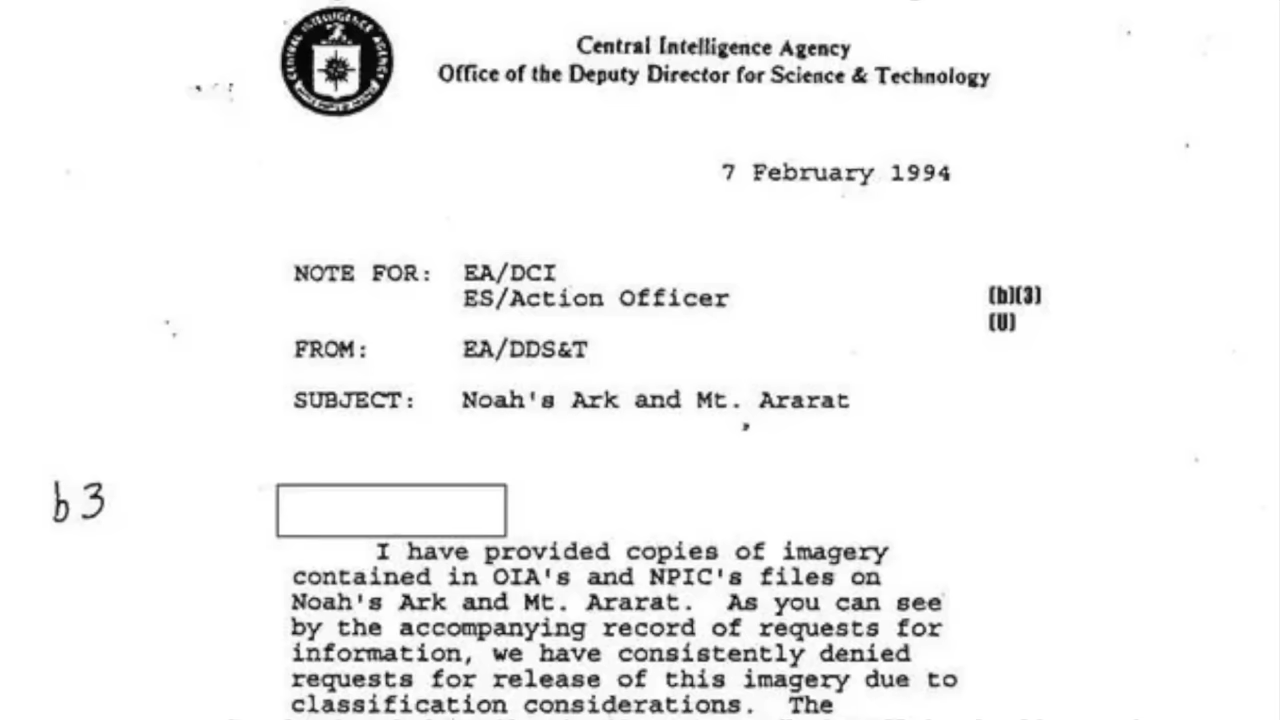 CENTRAL INTELLIGENCE AGENCY
Central Intelligence Agency
Office of the Deputy Director for Science & Technology
7 February 1994
NOTE FOR: EA/DCI
ES/Action Officer
(b)(3)
(U)
FROM: EA/DDS&T
SUBJECT: Noah's Ark and Mt. Ararat
b3
I have provided copies of imagery
contained in OIA's and NPIC's files on
Noah's Ark and Mt. Ararat. As you can see
by the accompanying record of requests for
information, we have consistently denied
requests for release of this imagery due to
classification considerations. The